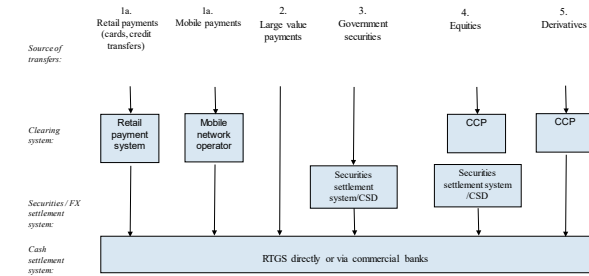 1a.
Retail payments
(cards, credit
transfers)
1a.
Mobile payments
2.
Large value
payments
3.
Government
securities
4.
Equities
5.
Derivatives
Source of
transfers:
Clearing
system:
Retail
payment
system
Mobile
network
operator
CCP
CCP
Securities
settlement
system/CSD
Securities
settlement system
/CSD
Securities / FX
settlement
system:
Cash
settlement
system:
RTGS directly or via commercial banks